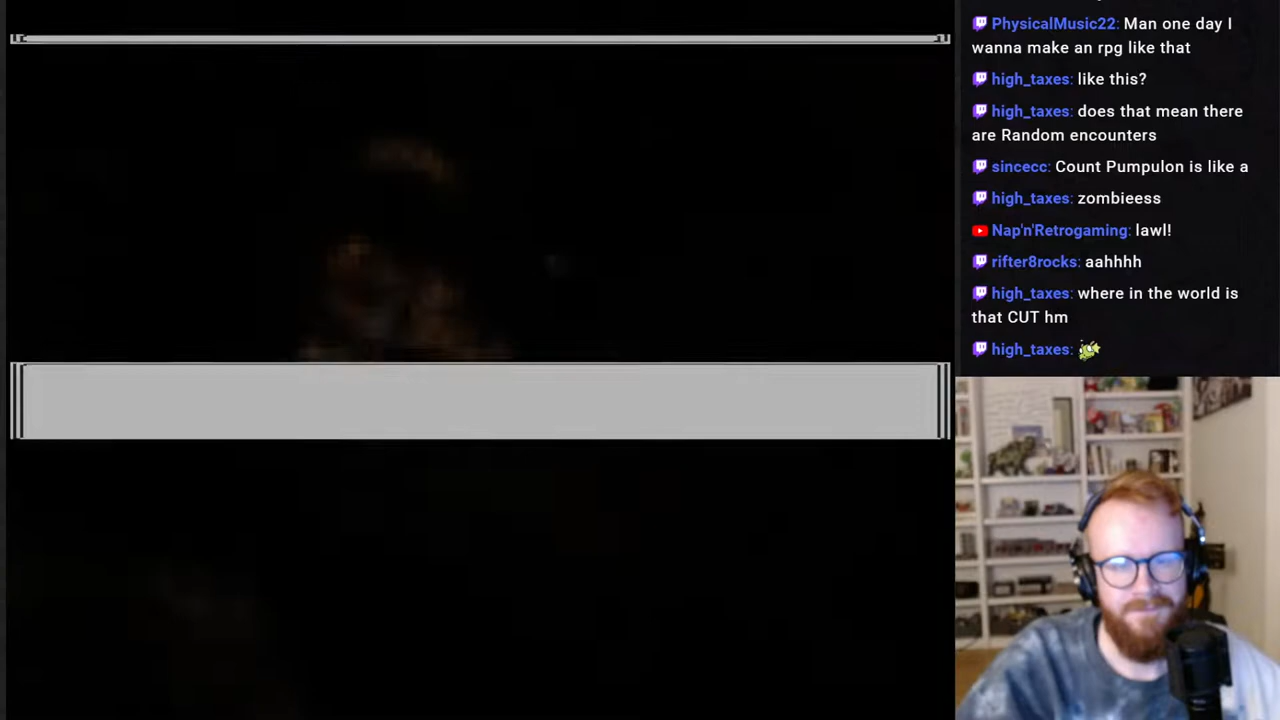 PhysicalMusic22: Man one day I
wanna make an rpg like that
high_taxes: like this?
high_taxes: does that mean there
are Random encounters
sincecc: Count Pumpulon is like a
high_taxes: zombieess
Nap'n'Retrogaming: lawl!
rifter8rocks: aahhhh
high_taxes: where in the world is
that CUT hm
high_taxes: